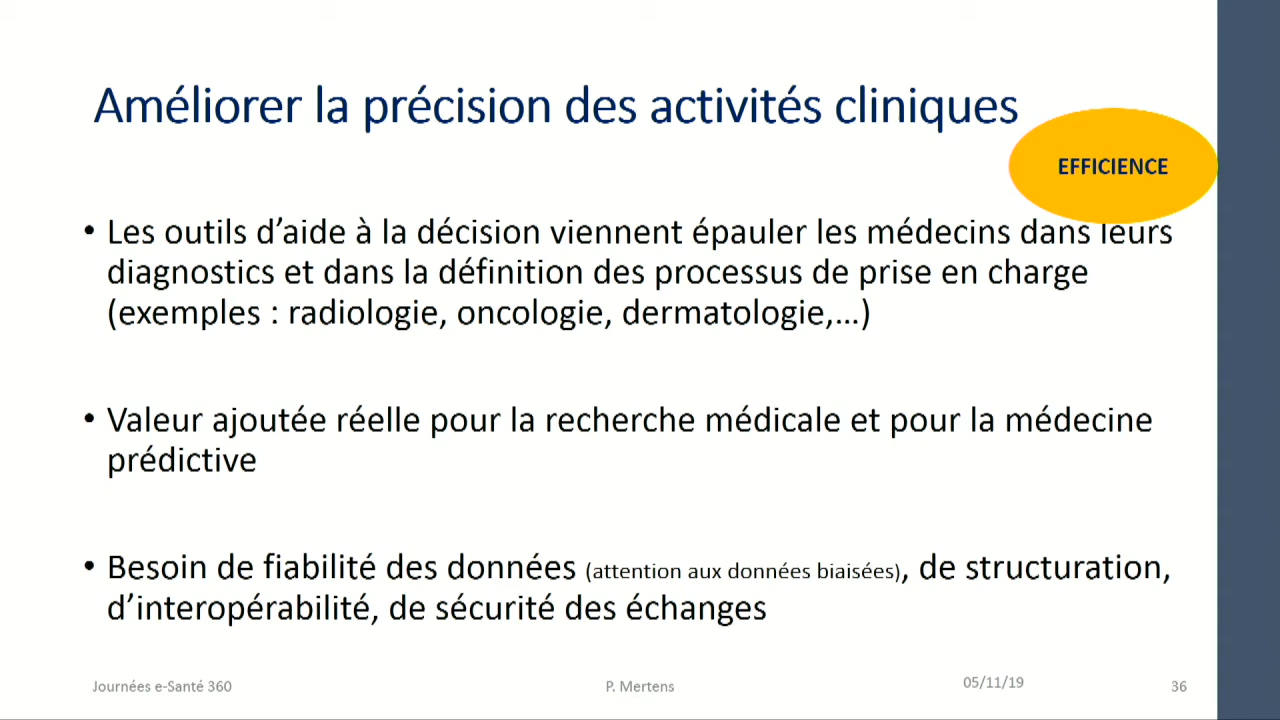 Améliorer la précision des activités cliniques
EFFICIENCE
• Les outils d’aide à la décision viennent épauler les médecins dans leurs
diagnostics et dans la définition des processus de prise en charge
(exemples : radiologie, oncologie, dermatologie,…)
• Valeur ajoutée réelle pour la recherche médicale et pour la médecine
prédictive
• Besoin de fiabilité des données (attention aux données biaisées), de structuration,
d’interopérabilité, de sécurité des échanges
Journées e-Santé 360
P. Mertens
05/11/19
36